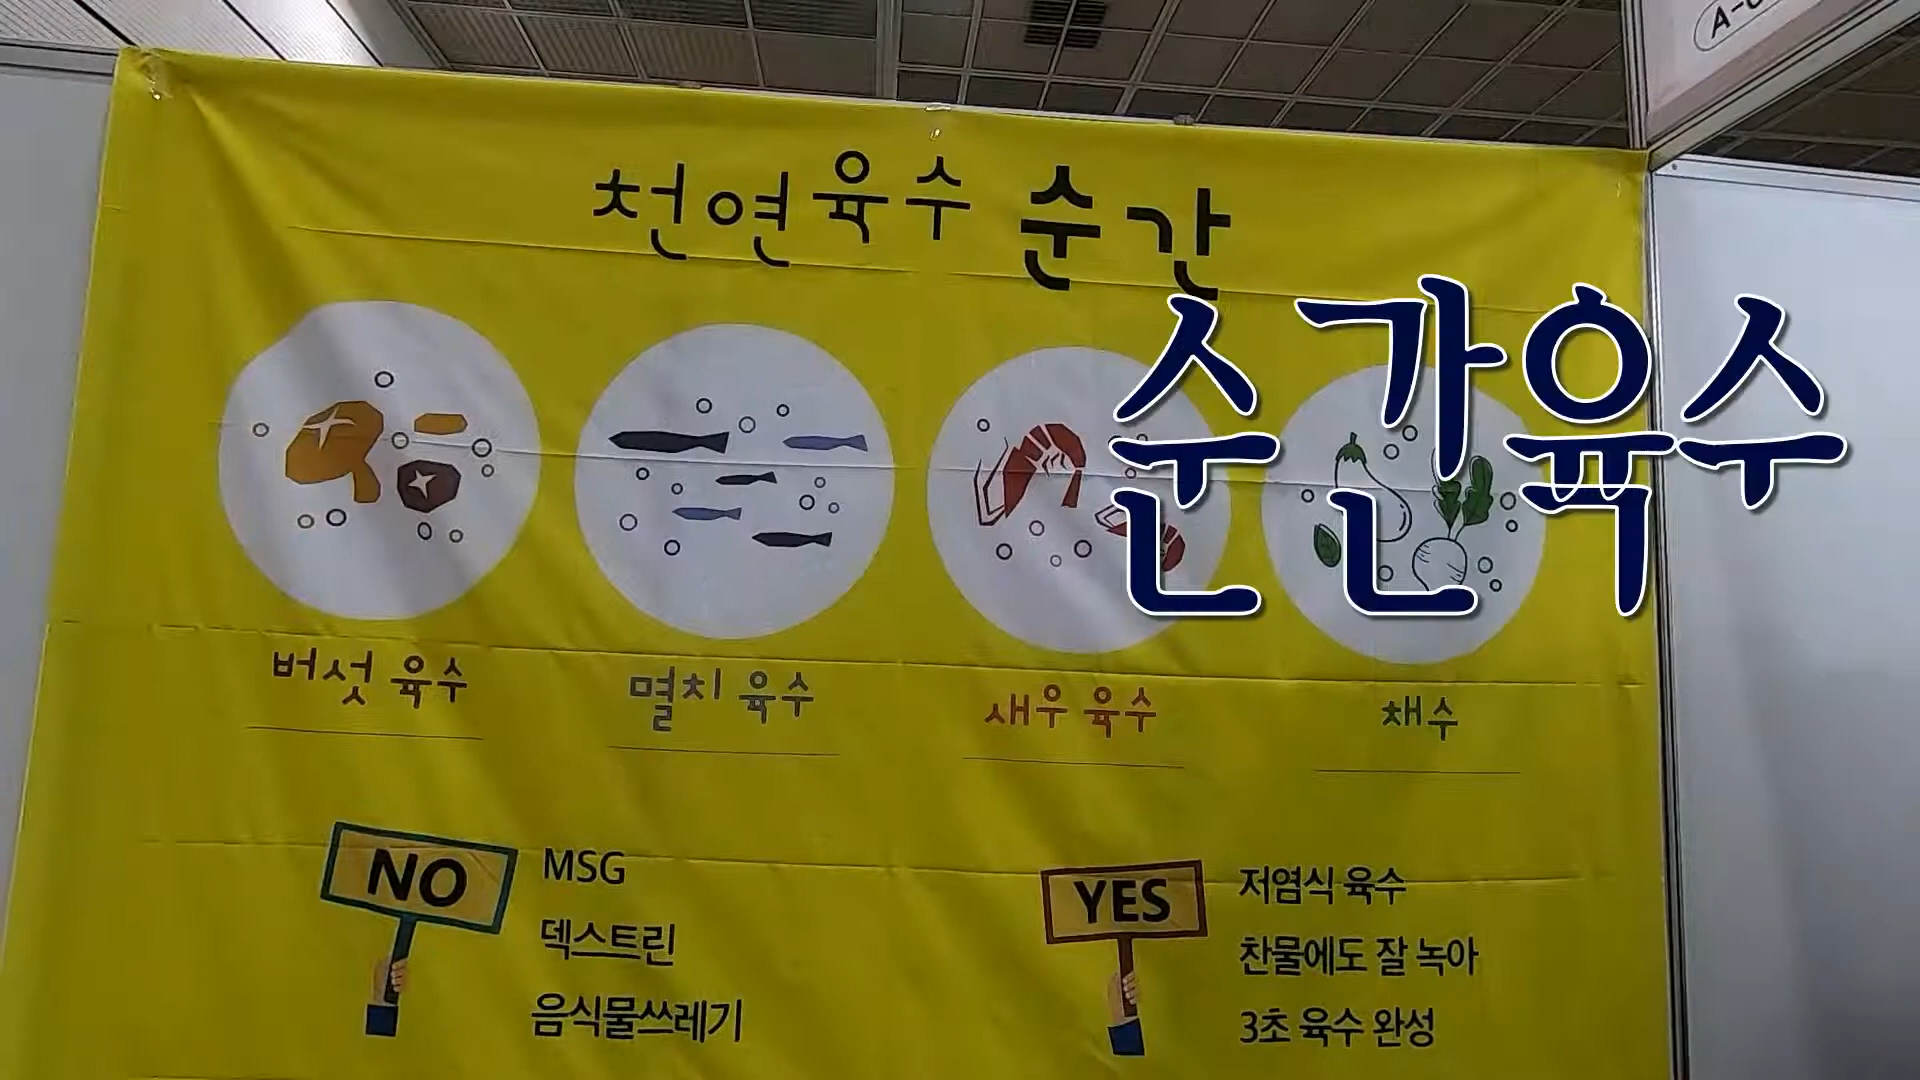 천연육수 순간
순간육수
버섯 육수
멸치 육수
새우 육수
채수
NO
MSG
덱스트린
음식물쓰레기
YES
저염식 육수
찬물에도 잘 녹아
3초 육수 완성